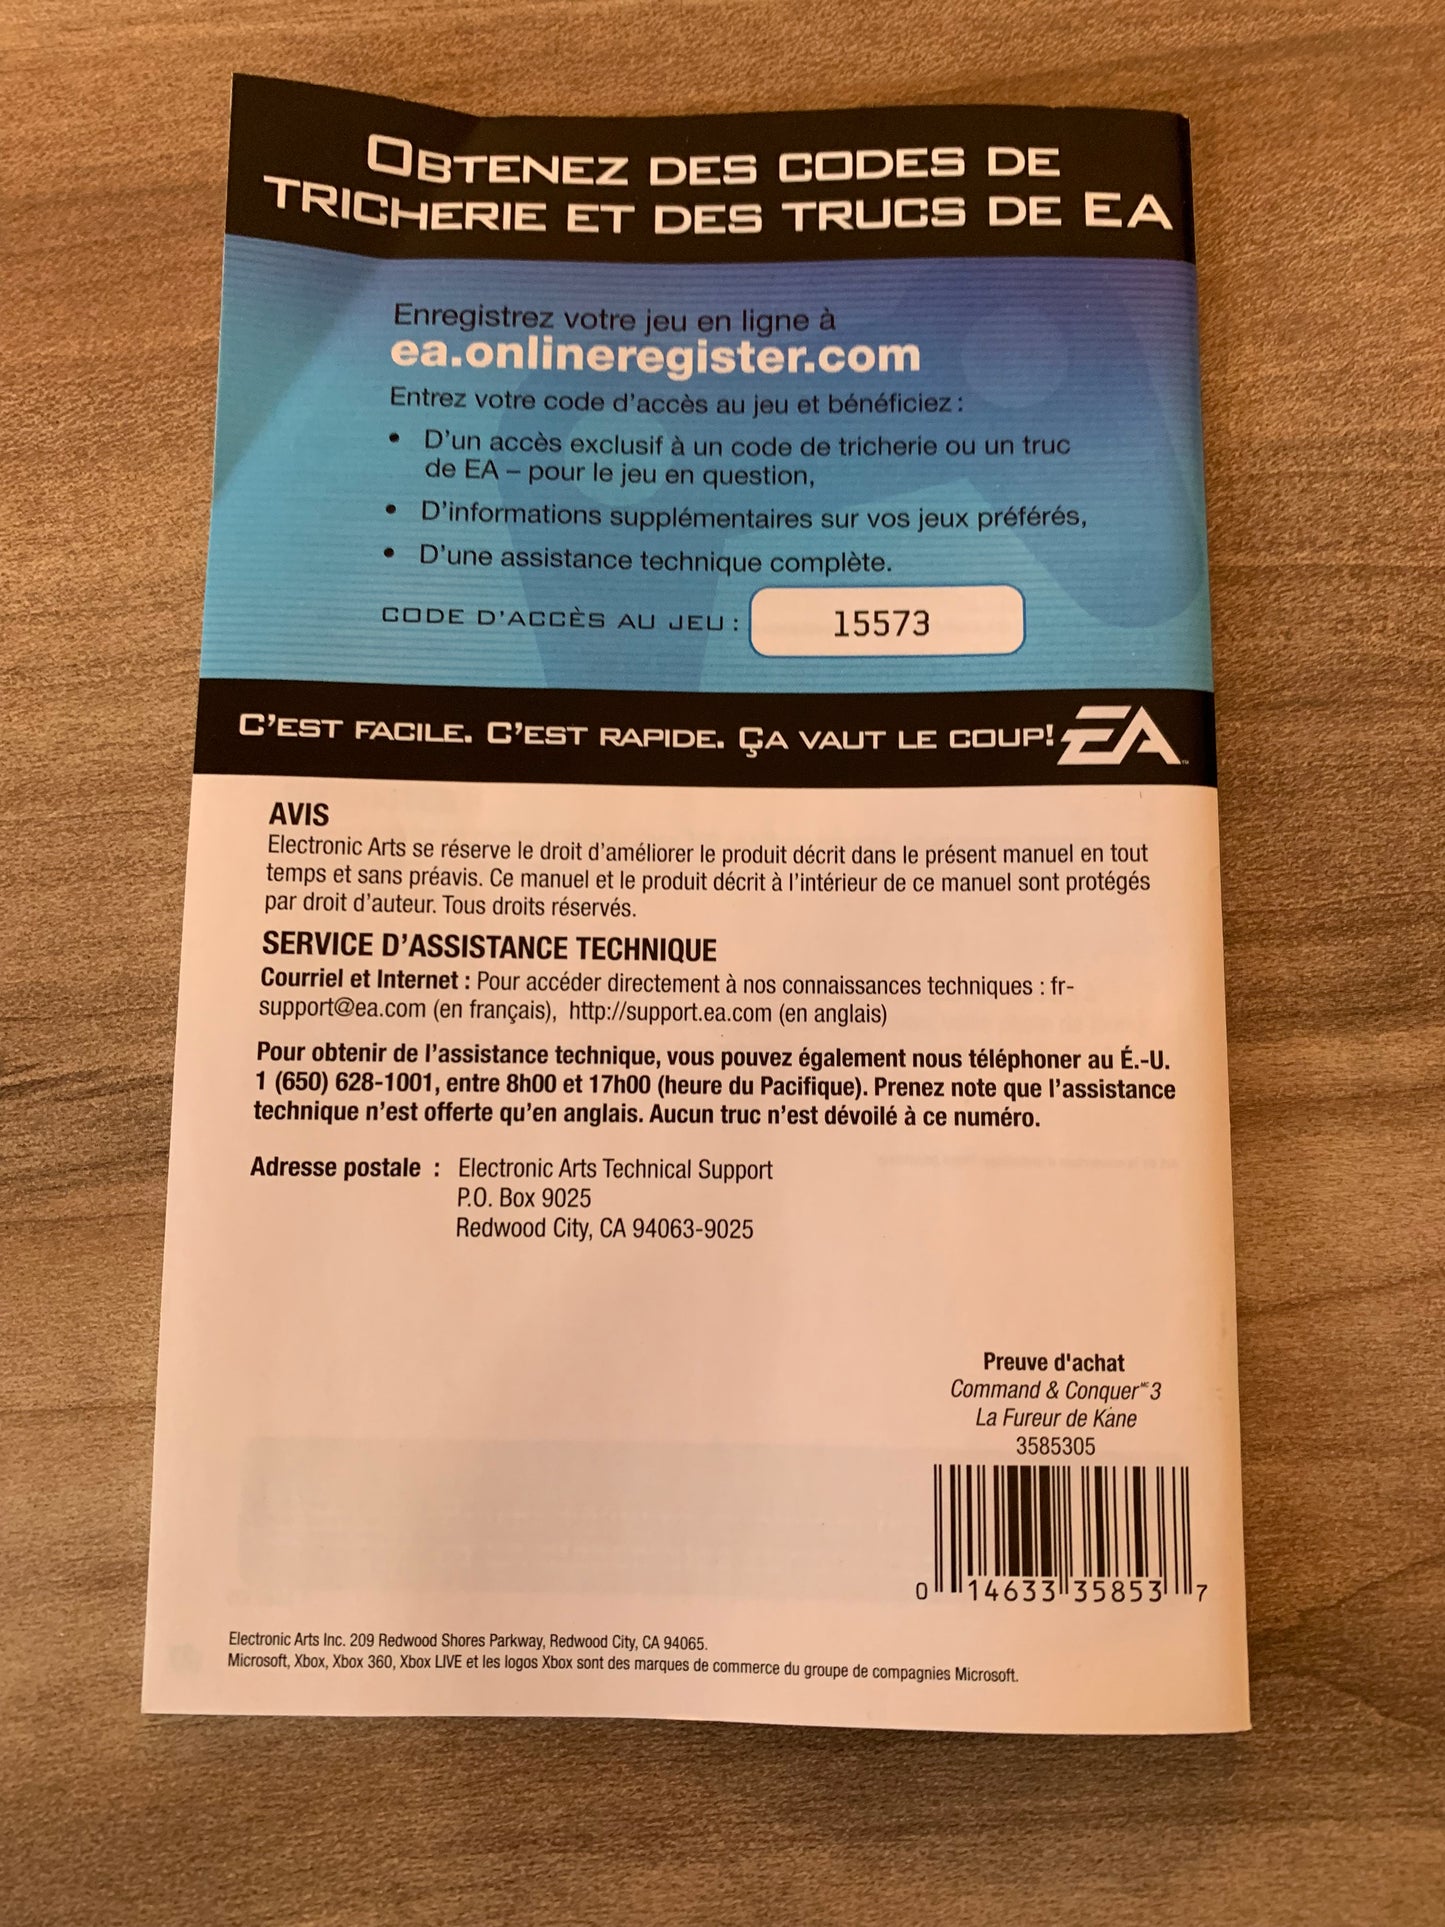 OBTENEZ DES CODES DE
TRICHERIE ET DES TRUCS DE EA
Enregistrez votre jeu en ligne à
ea.onlineregister.com
Entrez votre code d'accès au jeu et bénéficiez :
• D'un accès exclusif à un code de tricherie ou un truc
de EA – pour le jeu en question,
• D'informations supplémentaires sur vos jeux préférés,
• D'une assistance technique complète.
CODE D'ACCÈS AU JEU : 15573
C'EST FACILE. C'EST RAPIDE. ÇA VAUT LE COUP! EA™
AVIS
Electronic Arts se réserve le droit d'améliorer le produit décrit dans le présent manuel en tout
temps et sans préavis. Ce manuel et le produit décrit à l'intérieur de ce manuel sont protégés
par droit d'auteur. Tous droits réservés.
SERVICE D'ASSISTANCE TECHNIQUE
Courriel et Internet : Pour accéder directement à nos connaissances techniques : fr-
support@ea.com (en français), http://support.ea.com (en anglais)
Pour obtenir de l'assistance technique, vous pouvez également nous téléphoner au É.-U.
1 (650) 628-1001, entre 8h00 et 17h00 (heure du Pacifique). Prenez note que l'assistance
technique n'est offerte qu'en anglais. Aucun truc n'est dévoilé à ce numéro.
Adresse postale : Electronic Arts Technical Support
P.O. Box 9025
Redwood City, CA 94063-9025
Preuve d'achat
Command & Conquer MC 3
La Fureur de Kane
3585305
0 14633 35853 7
Electronic Arts Inc. 209 Redwood Shores Parkway, Redwood City, CA 94065.
Microsoft, Xbox, Xbox 360, Xbox LIVE et les logos Xbox sont des marques de commerce du groupe de compagnies Microsoft.